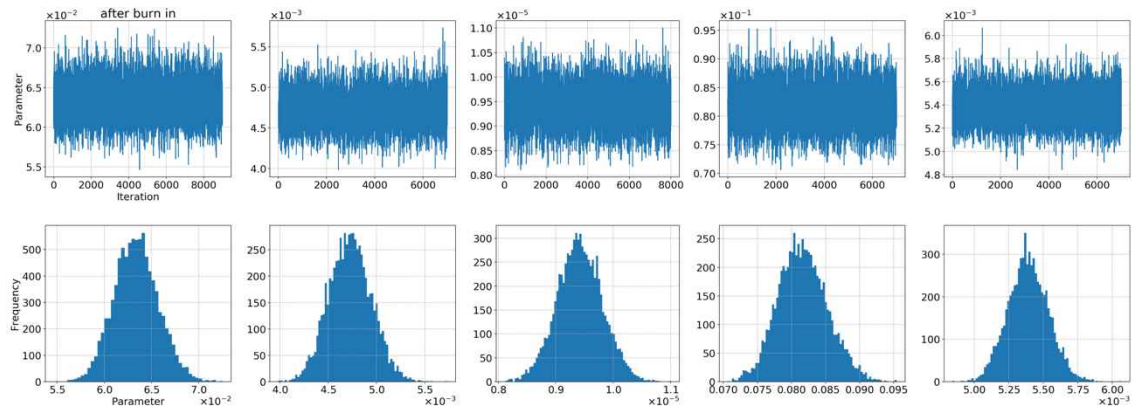 after burn in
×10⁻² ×10⁻³ ×10⁻⁵ ×10⁻¹ ×10⁻³
7.0 6.5 6.0 5.5
5.5 5.0 4.5 4.0
1.10 1.05 1.00 0.95 0.90 0.85 0.80
0.95 0.90 0.85 0.80 0.75 0.70
6.0 5.8 5.6 5.4 5.2 5.0 4.8
Parameter
0 2000 4000 6000 8000
0 2000 4000 6000
0 2000 4000 6000 8000
0 2000 4000 6000
0 2000 4000 6000
Iteration
500 400 300 200 100 0
250 200 150 100 50 0
300 250 200 150 100 50 0
250 200 150 100 50 0
300 200 100 0
Frequency
5.5 6.0 6.5 7.0
4.0 4.5 5.0 5.5
0.8 0.9 1.0 1.1
0.070 0.075 0.080 0.085 0.090 0.095
5.00 5.25 5.50 5.75 6.00
Parameter
×10⁻² ×10⁻³ ×10⁻⁵ ×10⁻³